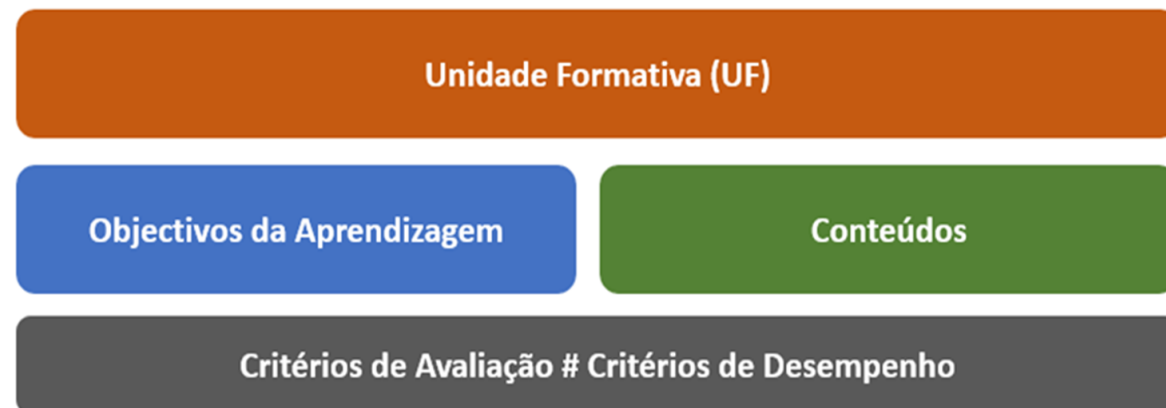 Unidade Formativa (UF)
Objectivos da Aprendizagem
Conteúdos
Critérios de Avaliação # Critérios de Desempenho